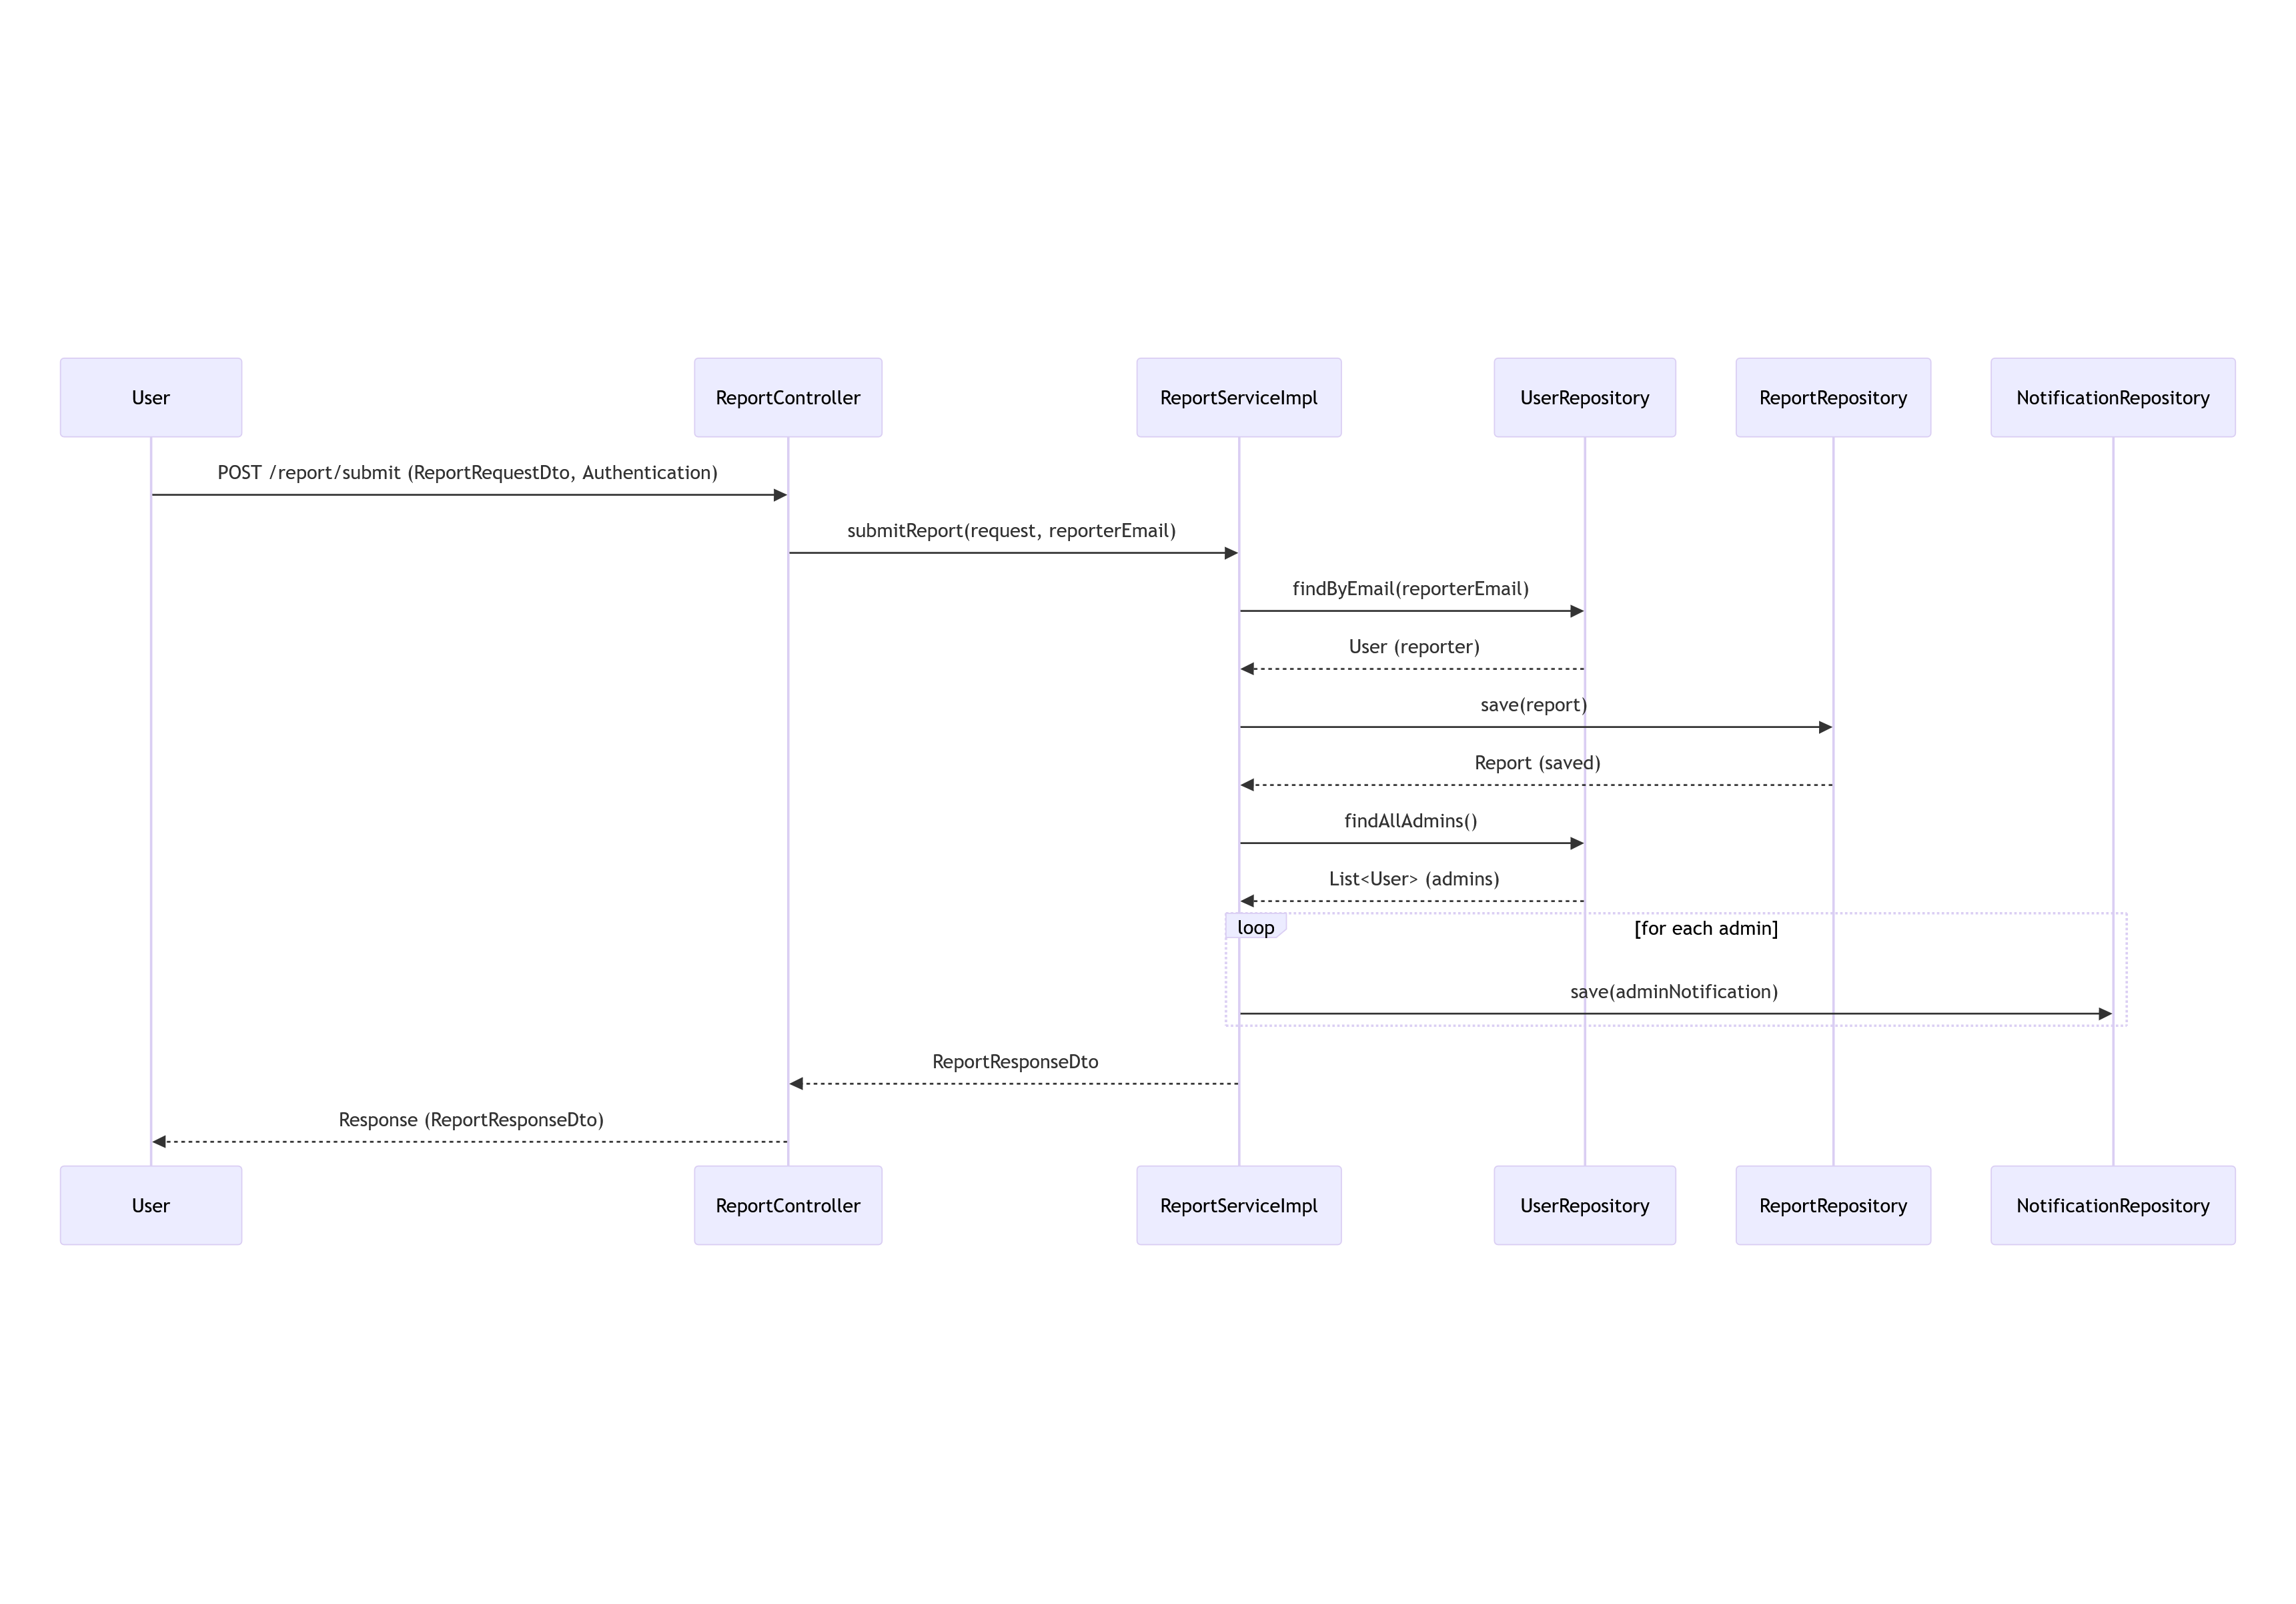 User
ReportController
ReportServiceImpl
UserRepository
ReportRepository
NotificationRepository
POST /report/submit (ReportRequestDto, Authentication)
submitReport(request, reporterEmail)
findByEmail(reporterEmail)
User (reporter)
save(report)
Report (saved)
findAllAdmins()
List<User> (admins)
loop
[for each admin]
save(adminNotification)
ReportResponseDto
Response (ReportResponseDto)
User
ReportController
ReportServiceImpl
UserRepository
ReportRepository
NotificationRepository